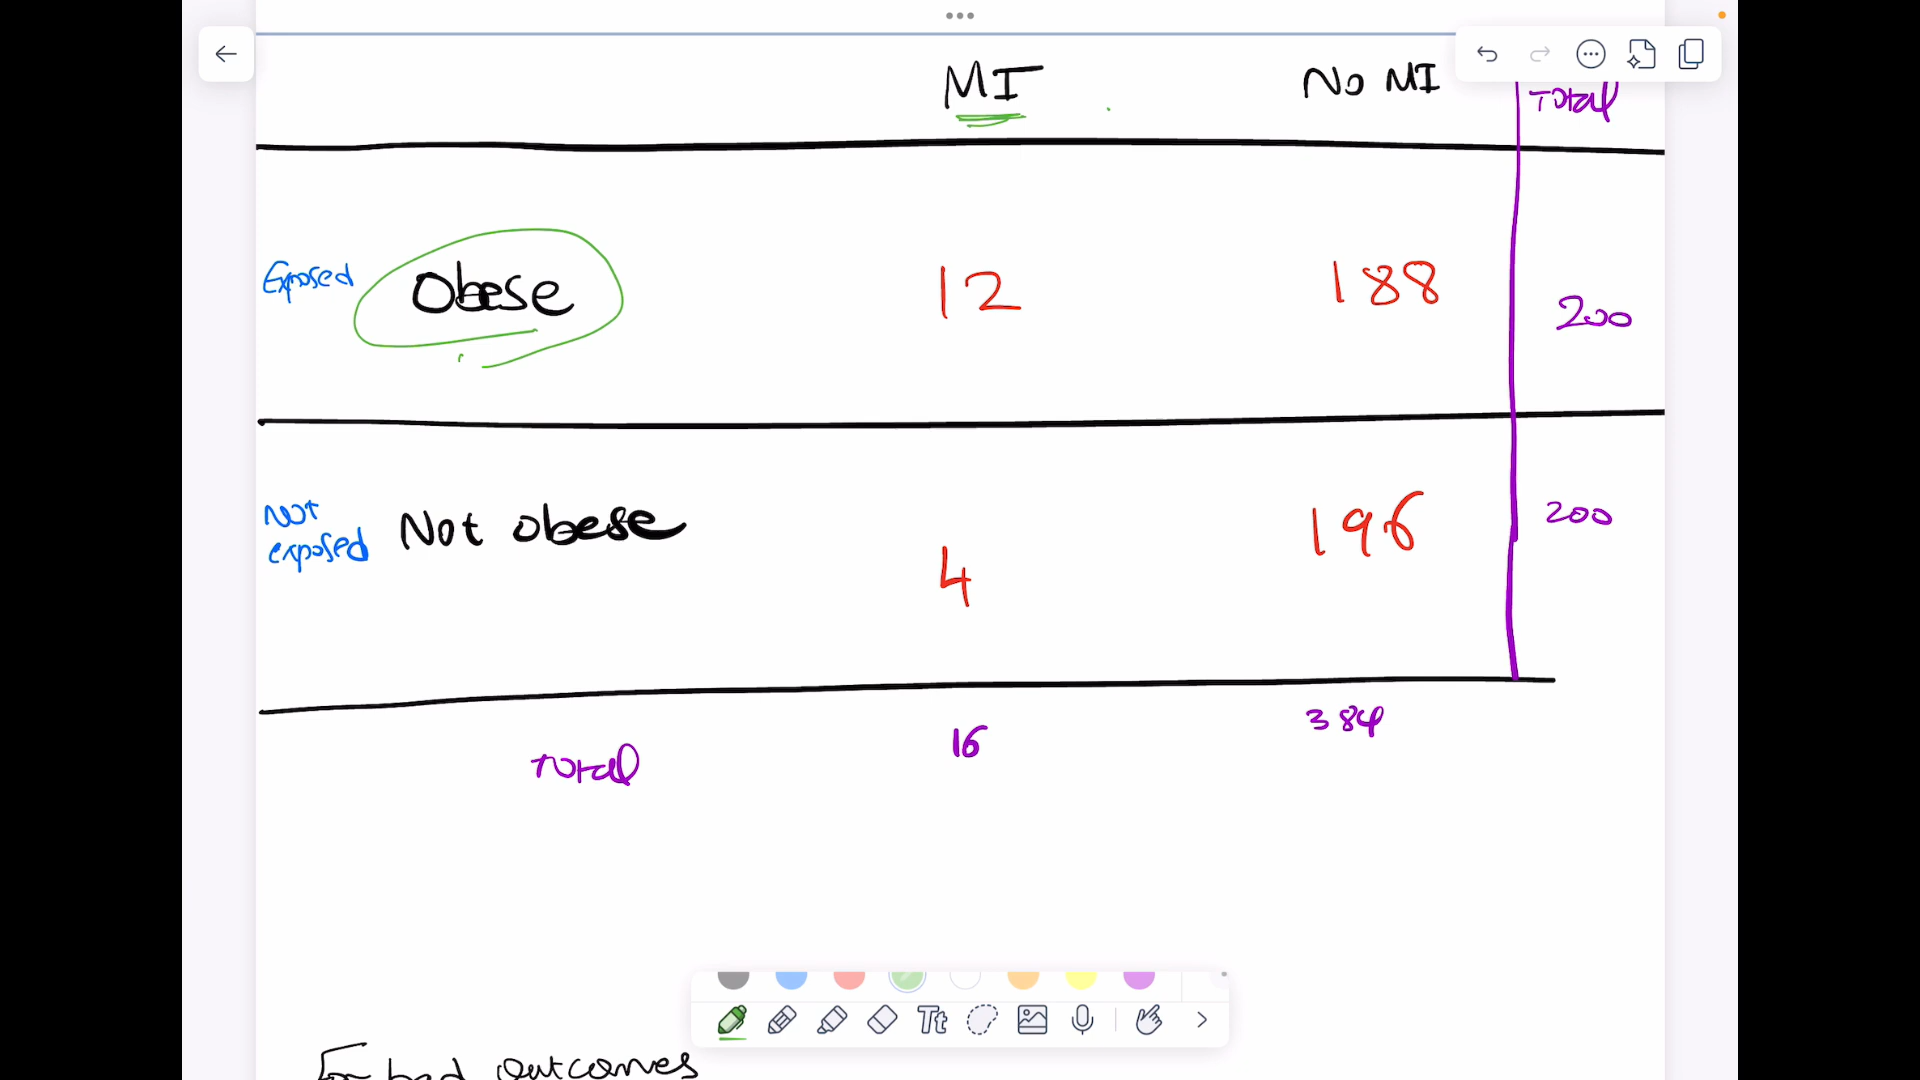 MI No MI Total
Exposed Obese 12 188 200
Not exposed Not obese 4 196 200
Total 16 384
For bad outcomes
Tt